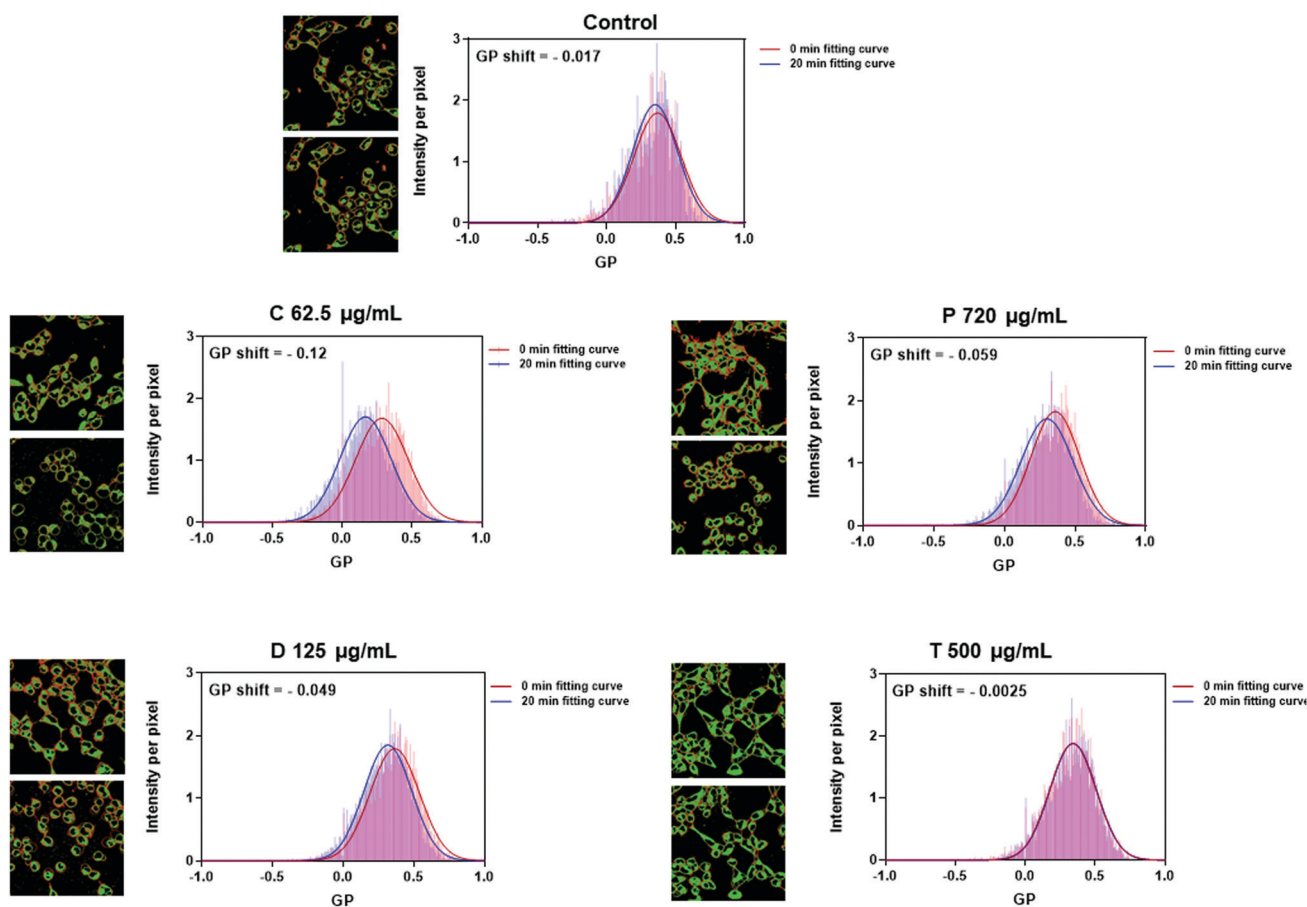 Control
Intensity per pixel
3
2
1
0
GP shift = - 0.017
-1.0 -0.5 0.0 0.5 1.0
GP
0 min fitting curve
20 min fitting curve
C 62.5 µg/mL
Intensity per pixel
3
2
1
0
GP shift = - 0.12
-1.0 -0.5 0.0 0.5 1.0
GP
0 min fitting curve
20 min fitting curve
P 720 µg/mL
Intensity per pixel
3
2
1
0
GP shift = - 0.059
-1.0 -0.5 0.0 0.5 1.0
GP
0 min fitting curve
20 min fitting curve
D 125 µg/mL
Intensity per pixel
3
2
1
0
GP shift = - 0.049
-1.0 -0.5 0.0 0.5 1.0
GP
0 min fitting curve
20 min fitting curve
T 500 µg/mL
Intensity per pixel
3
2
1
0
GP shift = - 0.0025
-1.0 -0.5 0.0 0.5 1.0
GP
0 min fitting curve
20 min fitting curve